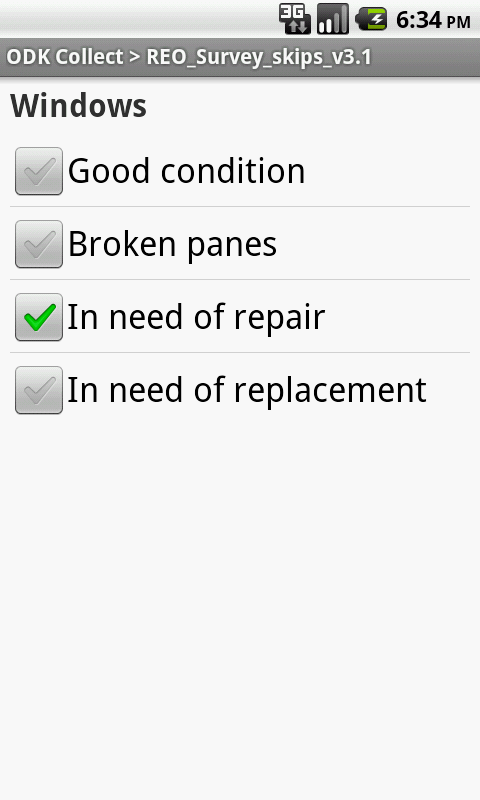 3G 6:34 PM
ODK Collect > REO_Survey_skips_v3.1
Windows
Good condition
Broken panes
In need of repair
In need of replacement